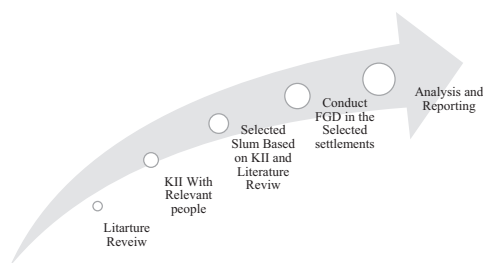 Litarture
Reveiw
KII With
Relevant
people
Selected
Slum Based
on KII and
Literature
Reviw
Conduct
FGD in the
Selected
settlements
Analysis and
Reporting